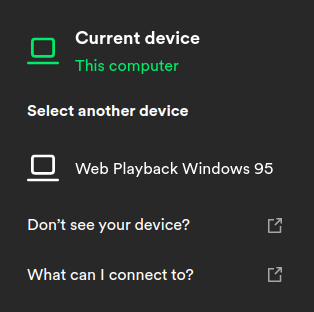 Current device
This computer
Select another device
Web Playback Windows 95
Don’t see your device?
What can I connect to?